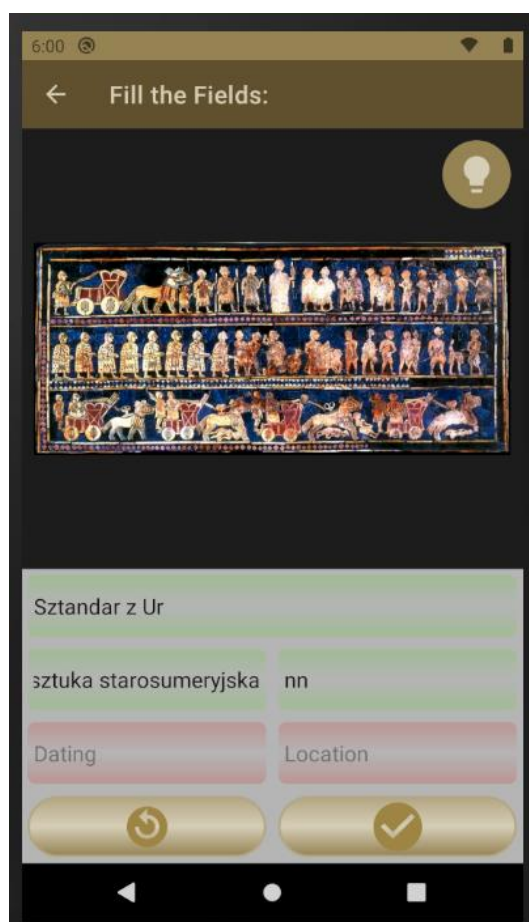 6:00
Fill the Fields:
Sztandar z Ur
sztuka starosumeryjska
nn
Dating
Location